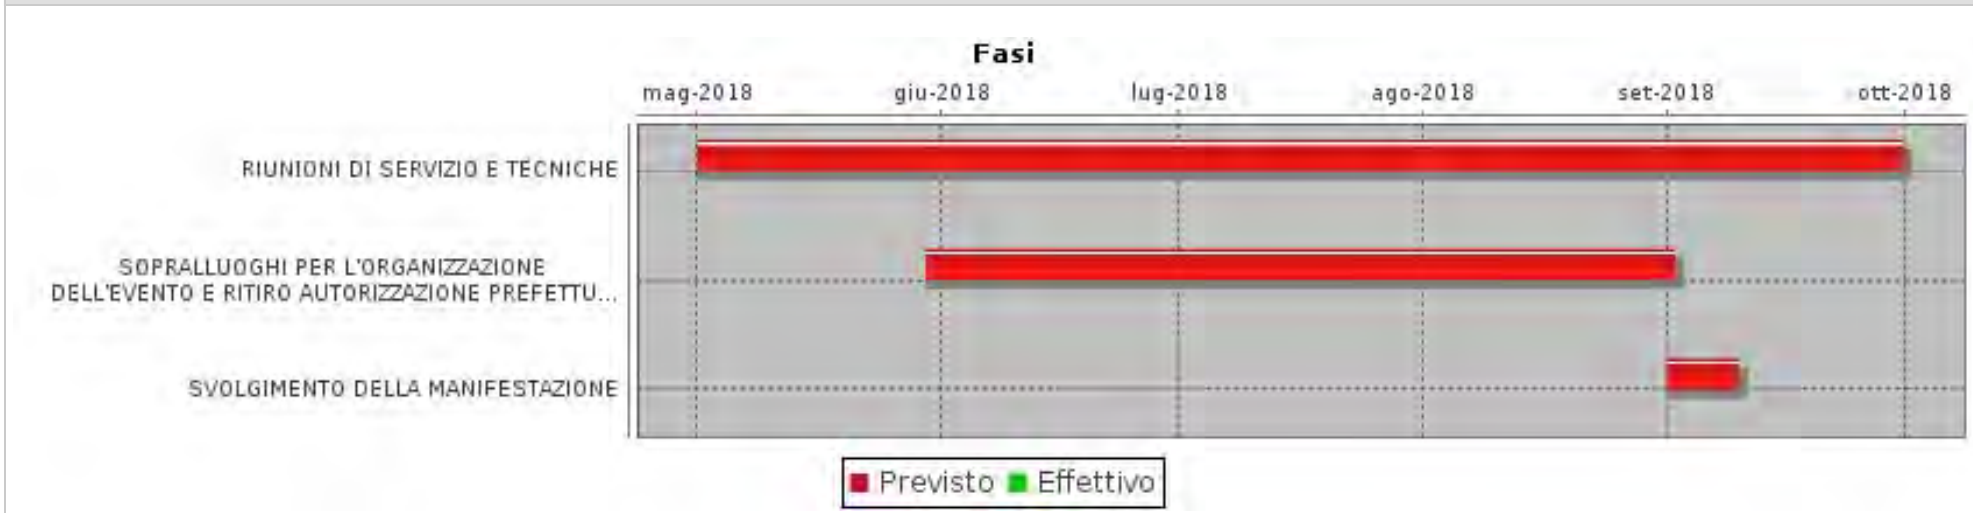 Fasi
mag-2018 giu-2018 lug-2018 ago-2018 set-2018 ott-2018
RIUNIONI DI SERVIZIO E TECNICHE
SOPRALLUOGHI PER L'ORGANIZZAZIONE
DELL'EVENTO E RITIRO AUTORIZZAZIONE PREFETTU...
SVOLGIMENTO DELLA MANIFESTAZIONE
Previsto Effettivo